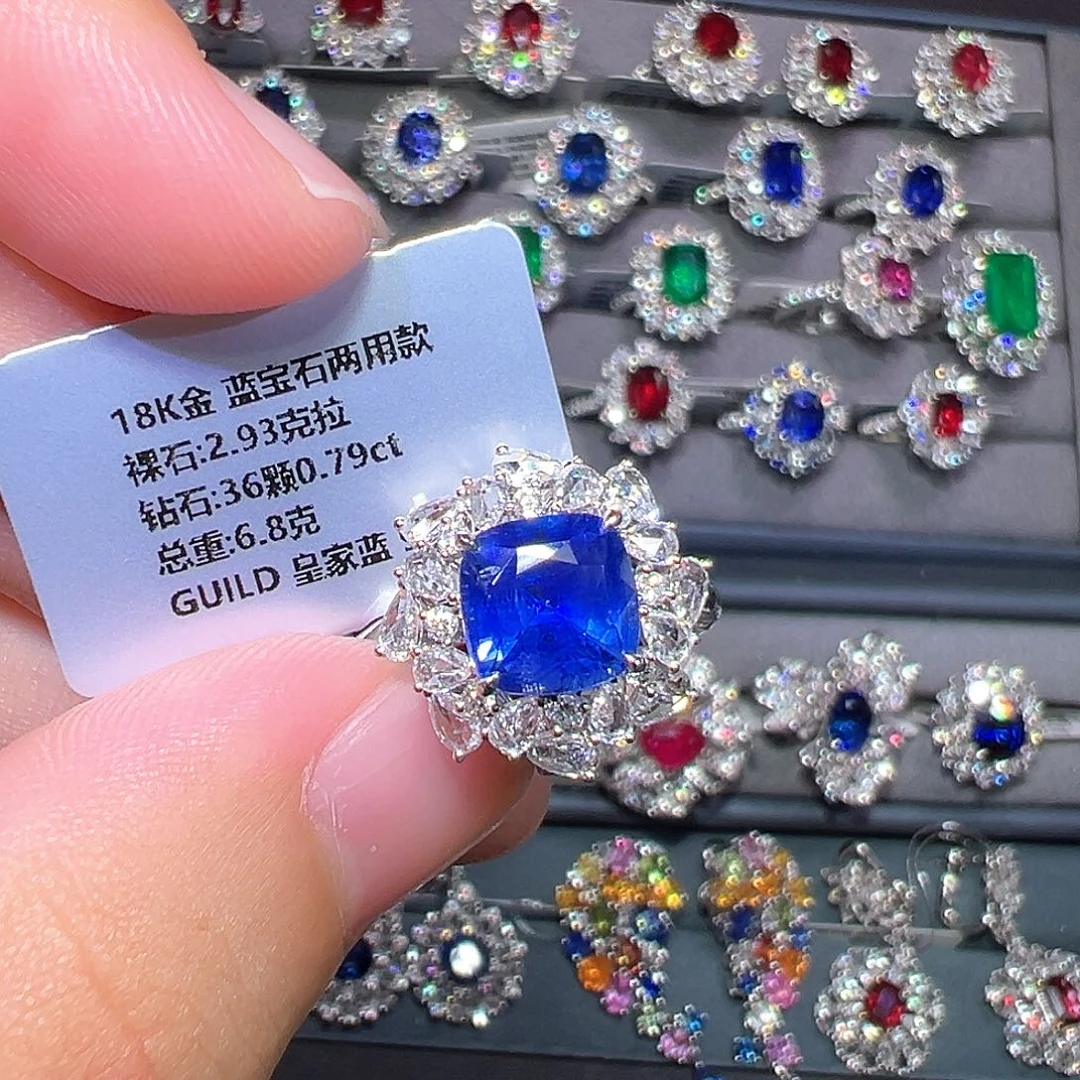 18K金 蓝宝石两用款
裸石:2.93克拉
钻石:36颗0.79ct
总重:6.8克
GUILD 皇家蓝